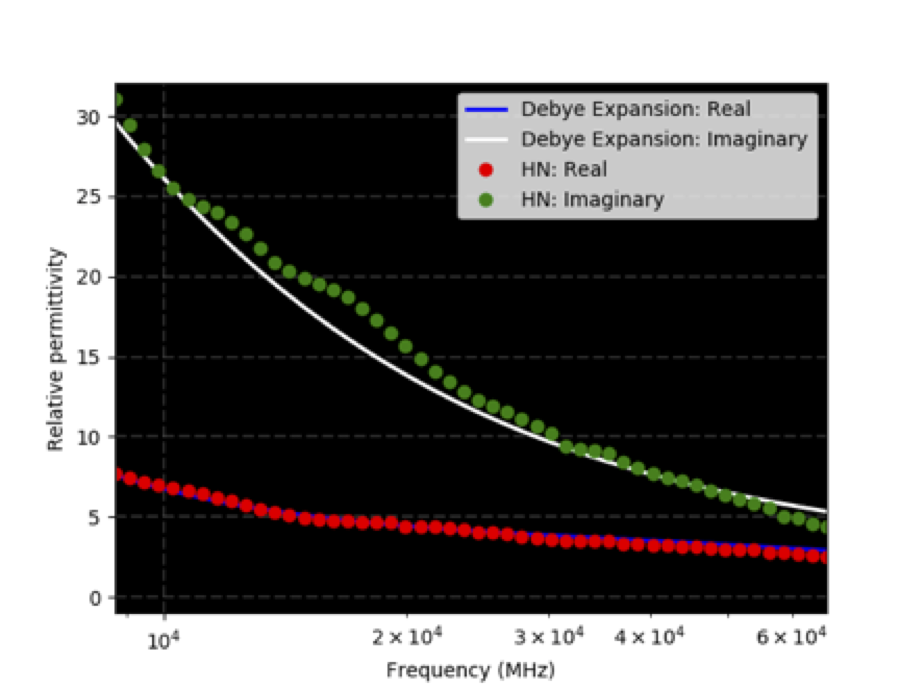 30
25
20
15
10
5
0
Relative permittivity
Debye Expansion: Real
Debye Expansion: Imaginary
HN: Real
HN: Imaginary
10⁴ 2 × 10⁴ 3 × 10⁴ 4 × 10⁴ 6 × 10⁴
Frequency (MHz)